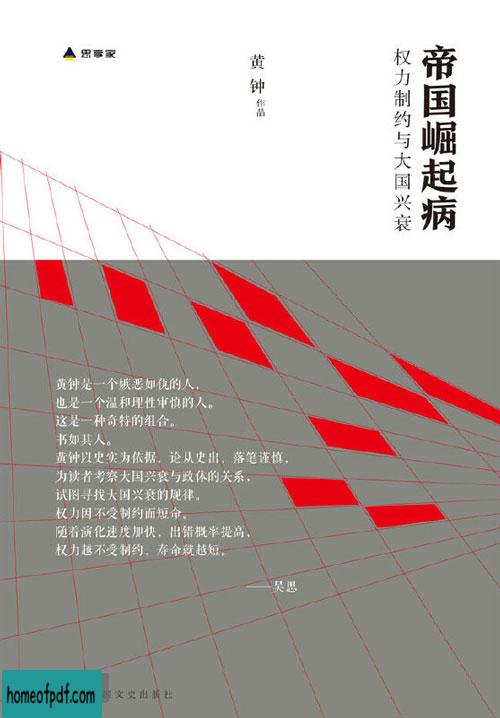 思享家
黄钟
作品
帝国崛起病
权力制约与大国兴衰
黄钟是一个嫉恶如仇的人，
也是一个温和理性审慎的人。
这是一种奇特的组合。
书如其人。
黄钟以史实为依据，论从史出，落笔谨慎，
为读者考察大国兴衰与政体的关系，
试图寻找大国兴衰的规律。
权力因不受制约而短命。
随着演化速度加快，出错概率提高，
权力越不受制约，寿命就越短。
——吴思
文史出版社
homeofpdf.com